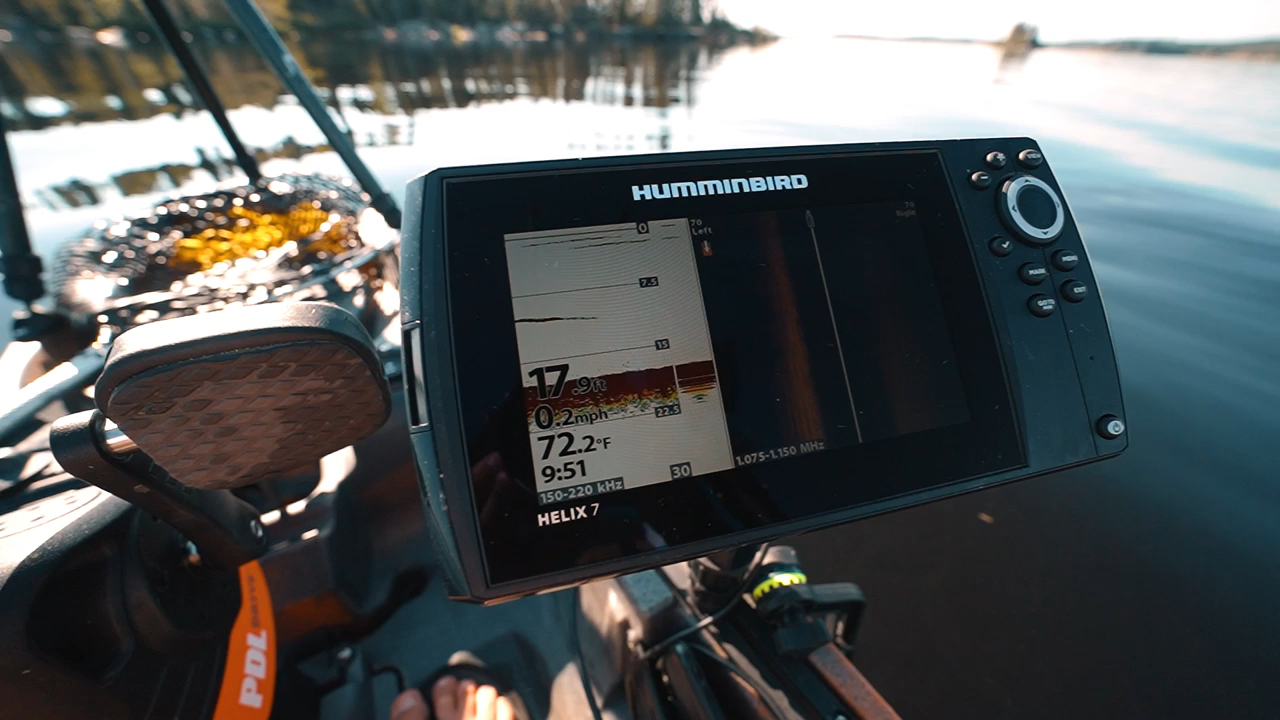 HUMMINBIRD
0
7.5
15
22.5
30
17.9ft
0.2mph
72.2°F
9:51
150-220 kHz
70
Left
70
Right
1.075-1.150 MHz
HELIX 7
MARK
MENU
GOTO
EXIT
PDL